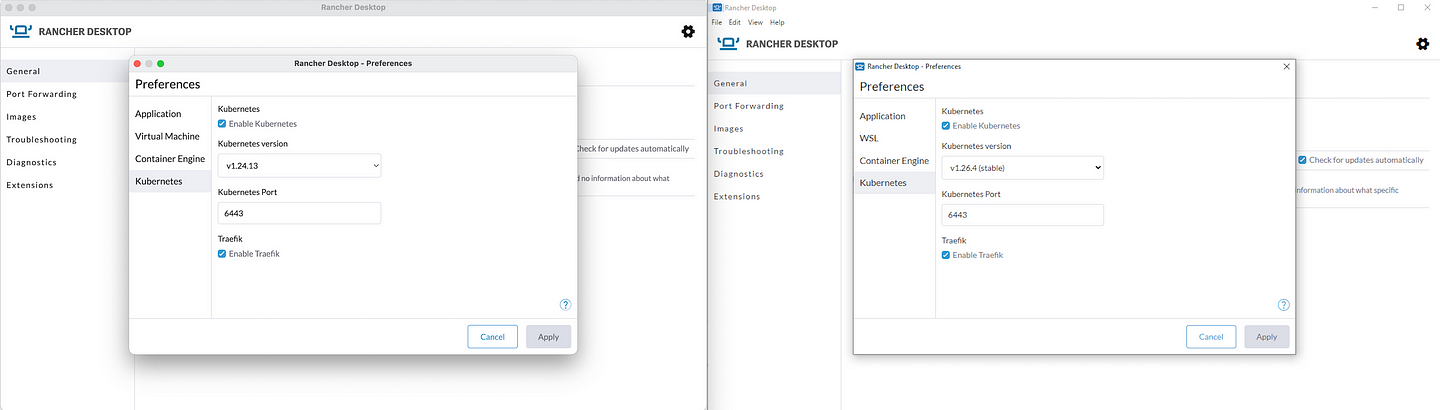 Rancher Desktop
RANCHER DESKTOP
General
Port Forwarding
Images
Troubleshooting
Diagnostics
Extensions
Check for updates automatically
no information about what
Rancher Desktop - Preferences
Preferences
Application
Virtual Machine
Container Engine
Kubernetes
Kubernetes
Enable Kubernetes
Kubernetes version
v1.24.13
Kubernetes Port
6443
Traefik
Enable Traefik
?
Cancel
Apply
Rancher Desktop
File Edit View Help
RANCHER DESKTOP
General
Port Forwarding
Images
Troubleshooting
Diagnostics
Extensions
Check for updates automatically
nformation about what specific
Rancher Desktop - Preferences
Preferences
Application
WSL
Container Engine
Kubernetes
Kubernetes
Enable Kubernetes
Kubernetes version
v1.26.4 (stable)
Kubernetes Port
6443
Traefik
Enable Traefik
?
Cancel
Apply